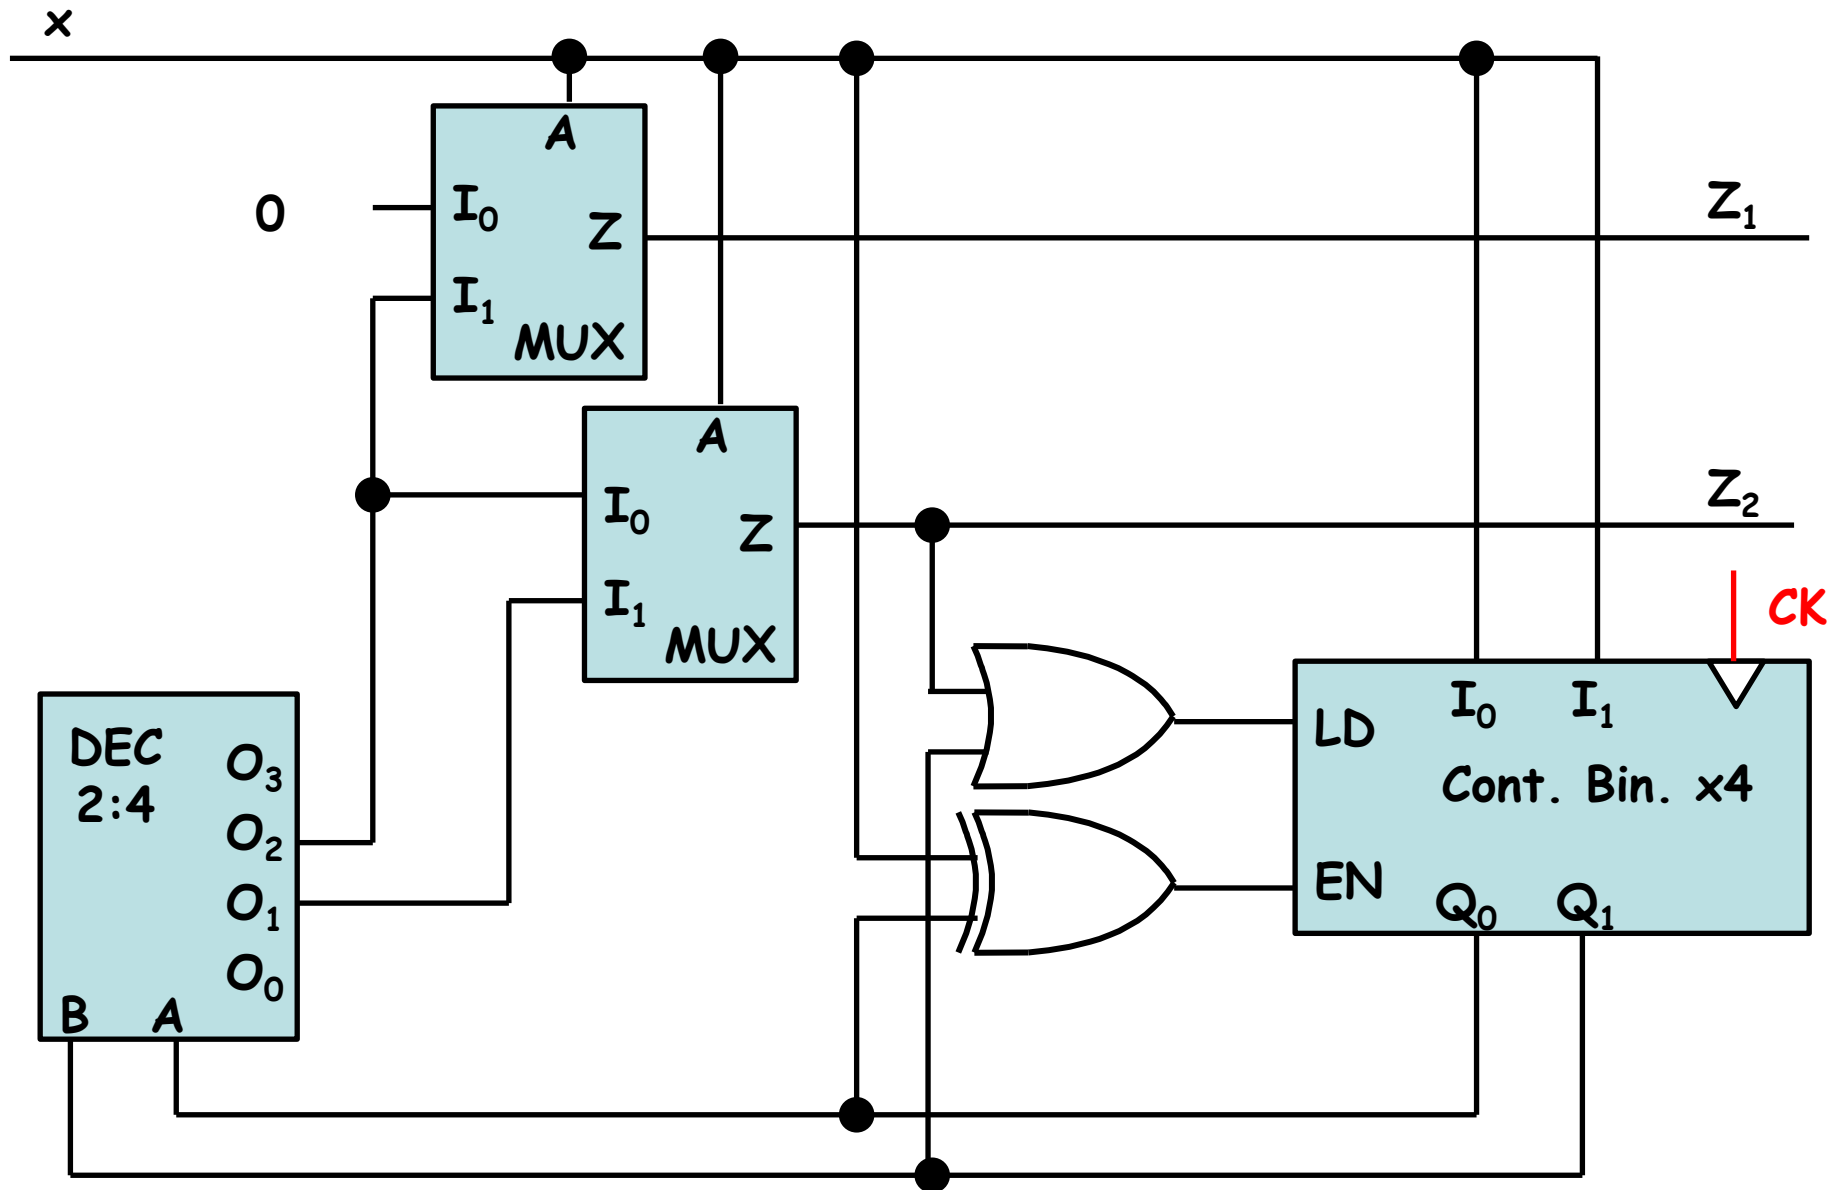 x
A
0
I₀
Z
I₁
MUX
Z₁
A
I₀
Z
I₁
MUX
Z₂
CK
DEC
2:4
O₃
O₂
O₁
O₀
B A
LD
I₀ I₁
Cont. Bin. x4
EN
Q₀ Q₁